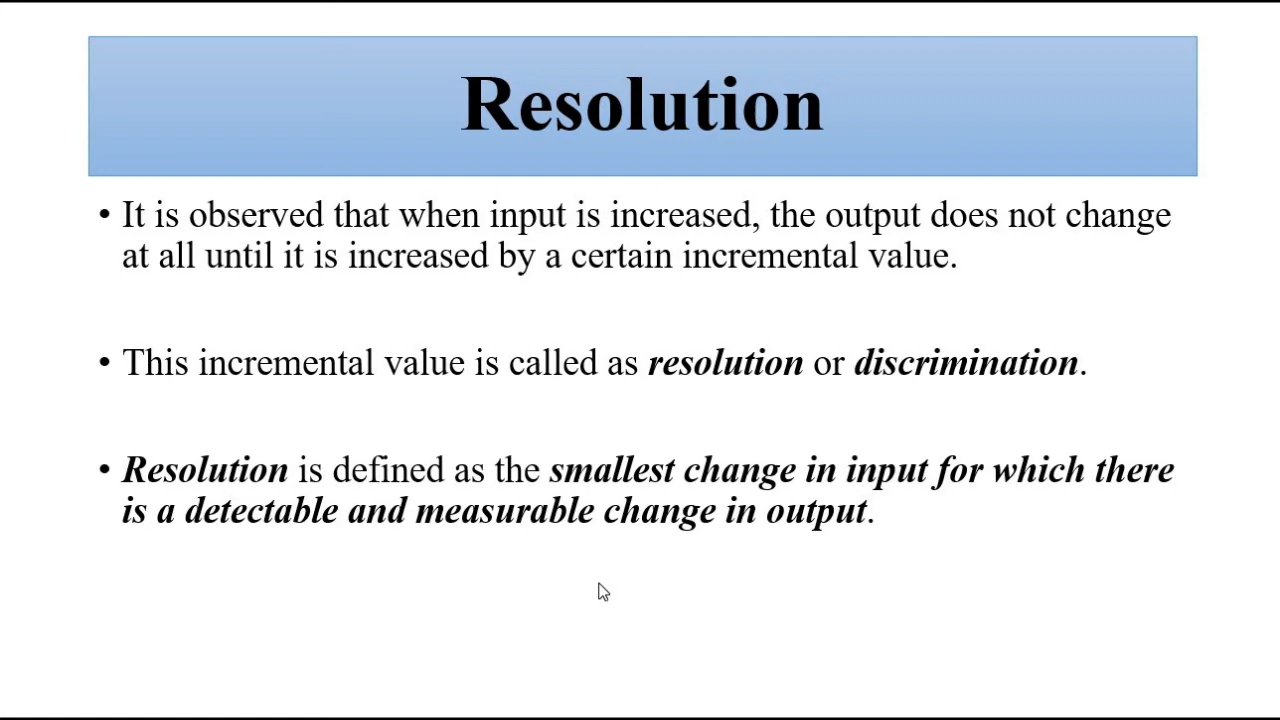 Resolution
• It is observed that when input is increased, the output does not change
at all until it is increased by a certain incremental value.
• This incremental value is called as resolution or discrimination.
• Resolution is defined as the smallest change in input for which there
is a detectable and measurable change in output.